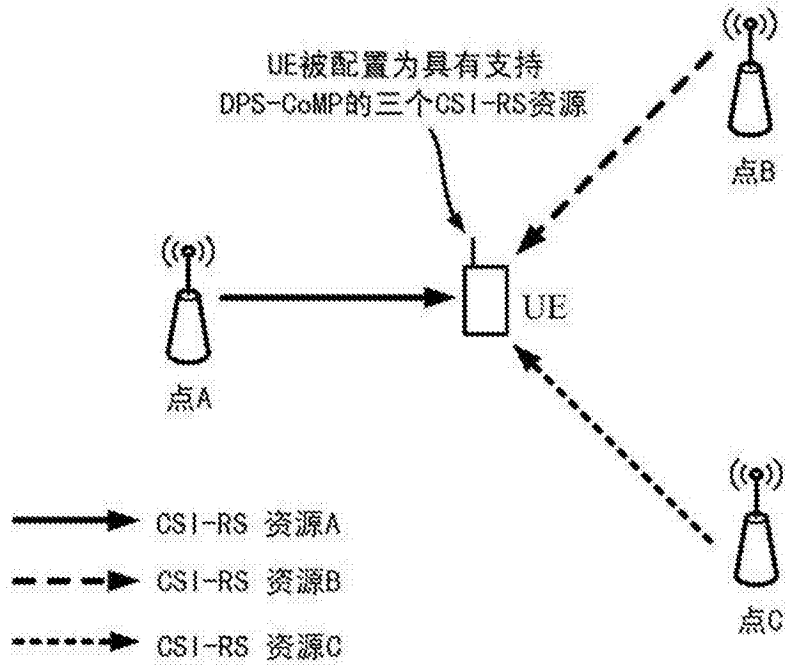 UE被配置为具有支持
DPS-CoMP的三个CSI-RS资源
点B
UE
点A
点C
CSI-RS 资源A
CSI-RS 资源B
CSI-RS 资源C